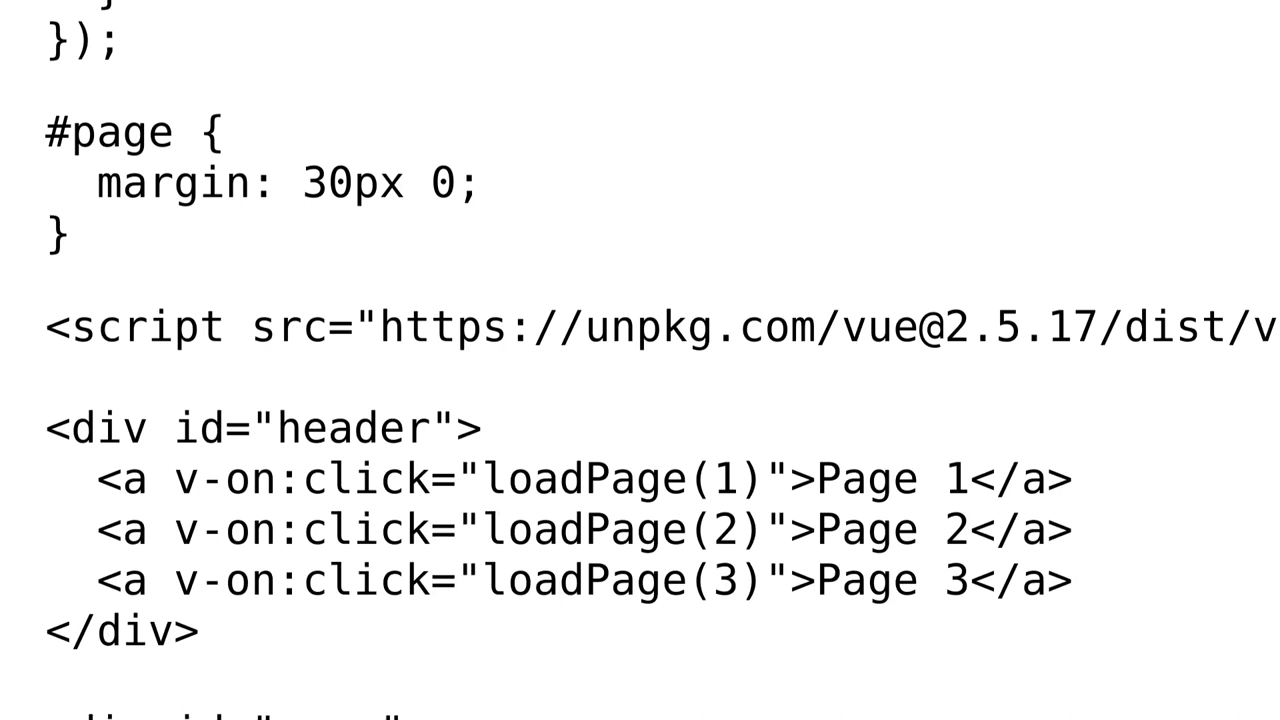 });
#page {
  margin: 30px 0;
}
<script src="https://unpkg.com/vue@2.5.17/dist/v
<div id="header">
  <a v-on:click="loadPage(1)">Page 1</a>
  <a v-on:click="loadPage(2)">Page 2</a>
  <a v-on:click="loadPage(3)">Page 3</a>
</div>